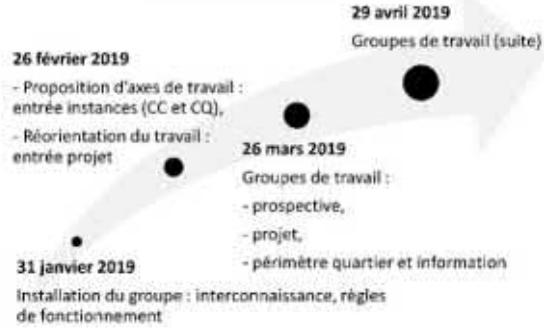 29 avril 2019
Groupes de travail (suite)
26 février 2019
- Proposition d'axes de travail :
entrée instances (CC et CQ),
- Réorientation du travail :
entrée projet
26 mars 2019
Groupes de travail :
- prospective,
- projet,
- périmètre quartier et information
31 janvier 2019
Installation du groupe : interconnaissance, règles
de fonctionnement